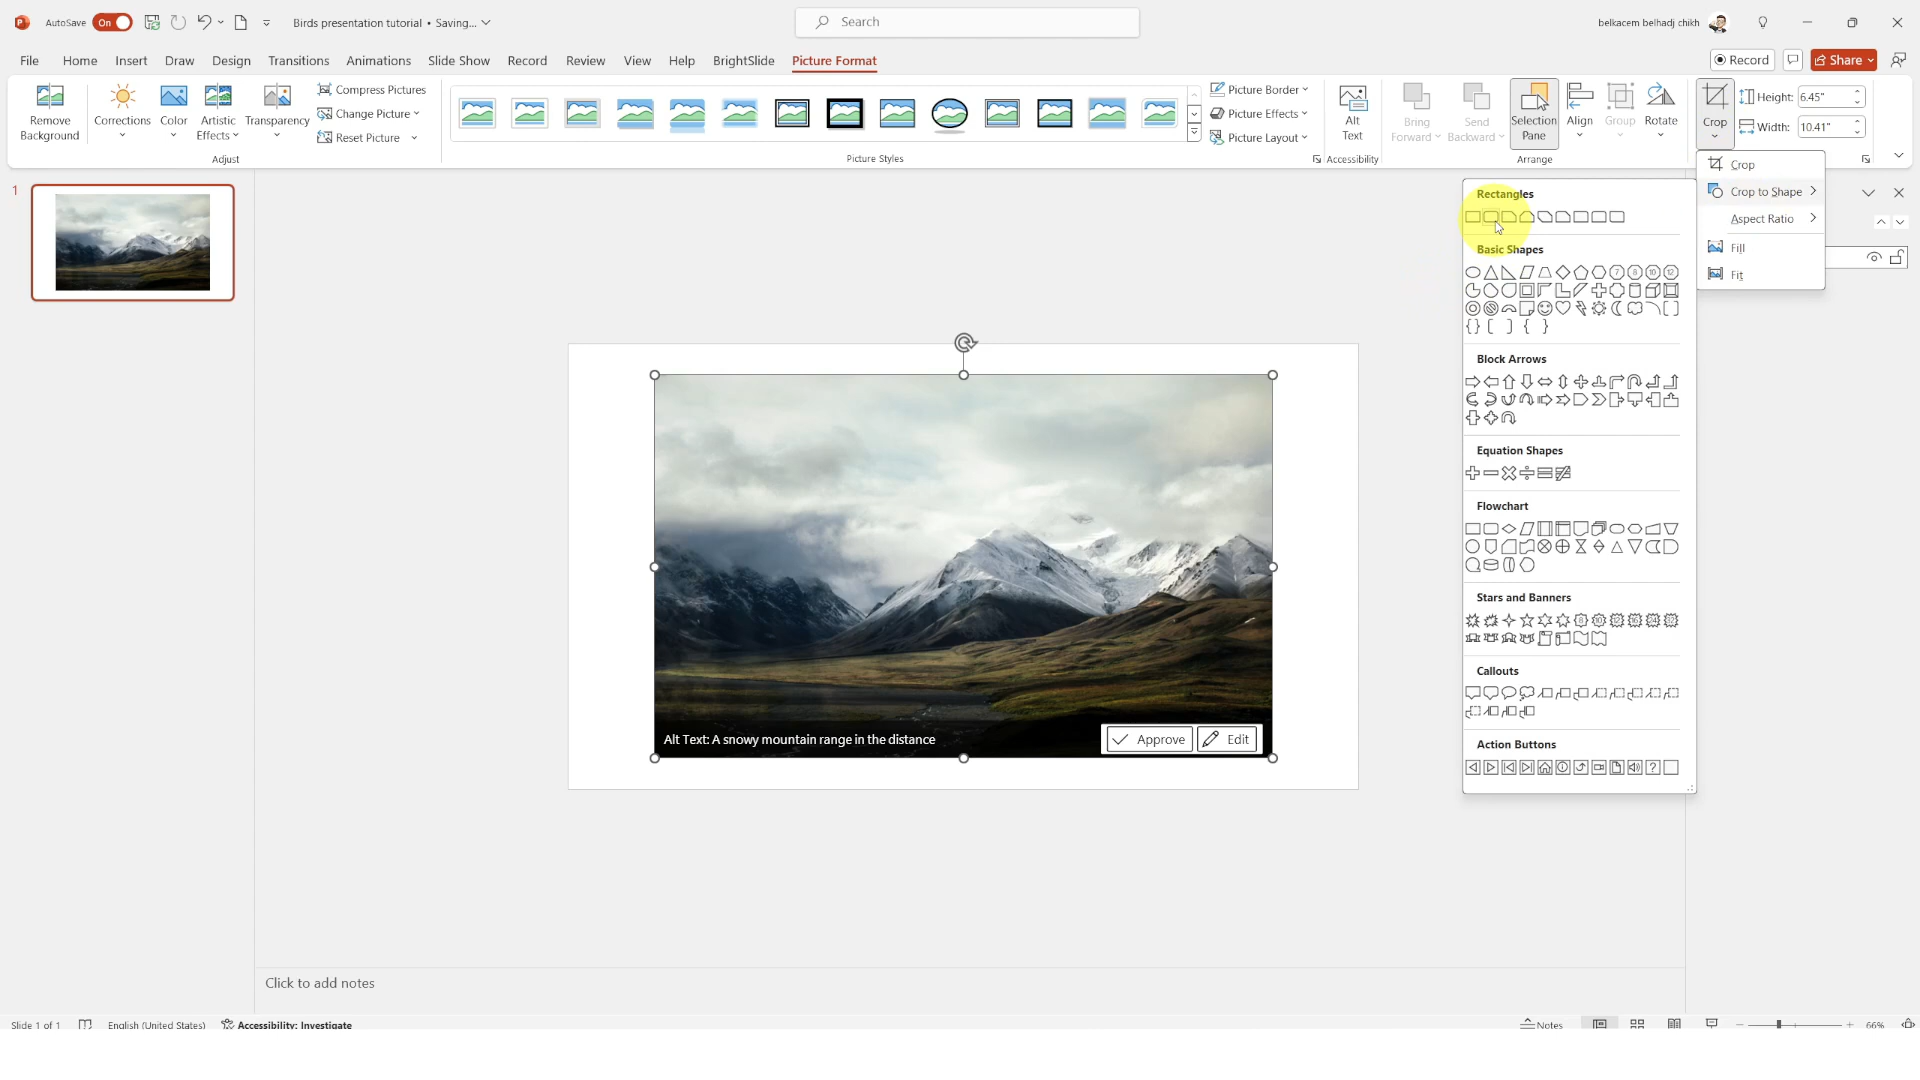 AutoSave On Birds presentation tutorial • Saving... Search belkacem belhadj chikh
File Home Insert Draw Design Transitions Animations Slide Show Record Review View Help BrightSlide Picture Format Record Share
Remove Background
Corrections
Color
Artistic Effects
Transparency
Compress Pictures
Change Picture
Reset Picture
Adjust
Picture Styles
Picture Border
Picture Effects
Picture Layout
Alt Text
Accessibility
Bring Forward
Send Backward
Selection Pane
Align
Group
Rotate
Arrange
Crop
Height: 6.45"
Width: 10.41"
Crop
Crop to Shape
Aspect Ratio
Fill
Fit
Rectangles
Basic Shapes
Block Arrows
Equation Shapes
Flowchart
Stars and Banners
Callouts
Action Buttons
1
Alt Text: A snowy mountain range in the distance
Approve Edit
Click to add notes
Slide 1 of 1 English (United States) Accessibility: Investigate Notes 66%